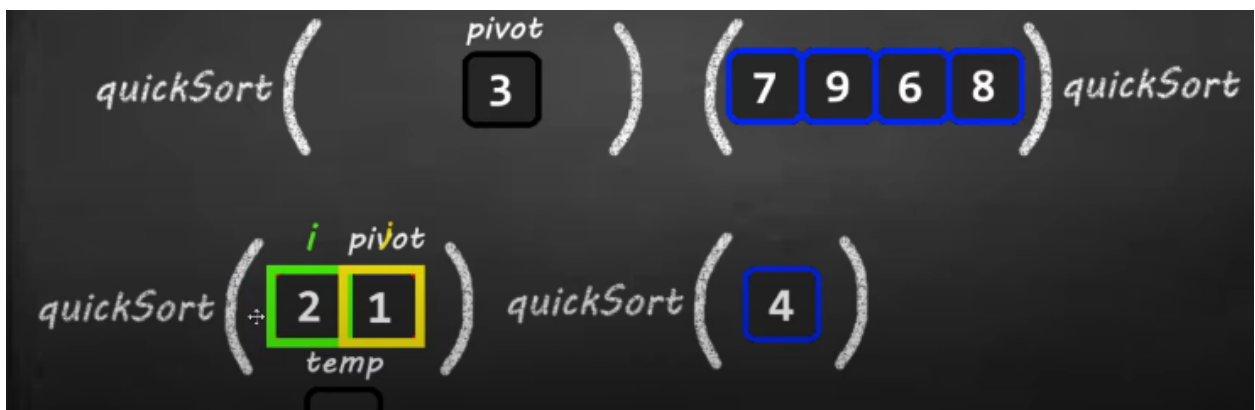 pivot
quickSort ( 3 ) ( 7 9 6 8 ) quickSort
i pivot
quickSort ( 2 1 ) quickSort ( 4 )
temp